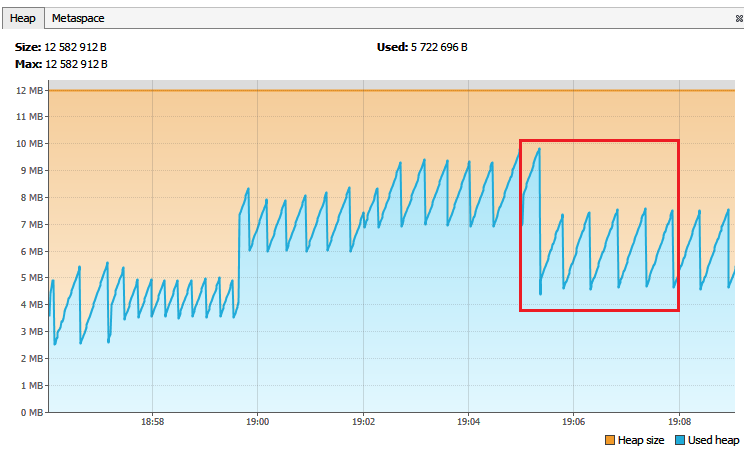 Heap Metaspace
Size: 12 582 912 B Used: 5 722 696 B
Max: 12 582 912 B
12 MB
11 MB
10 MB
9 MB
8 MB
7 MB
6 MB
5 MB
4 MB
3 MB
2 MB
1 MB
0 MB
18:58 19:00 19:02 19:04 19:06 19:08
Heap size Used heap